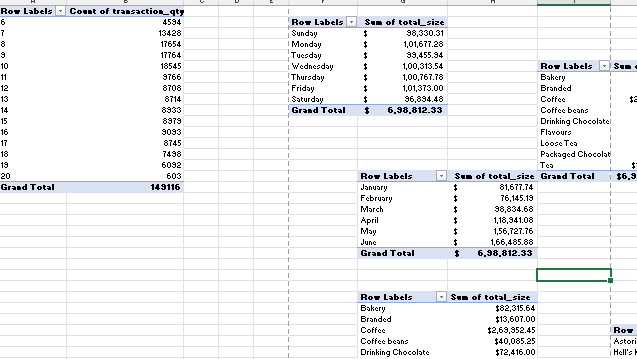 Row Labels Count of transaction_qty
6 4594
7 13428
8 17654
9 17764
10 18545
11 9766
12 8708
13 8714
14 8933
15 8979
16 9093
17 8745
18 7498
19 6092
20 603
Grand Total 149116
Row Labels Sum of total_size
Sunday $ 98,330.31
Monday $ 1,01,677.28
Tuesday $ 99,455.94
Wednesday $ 1,00,313.54
Thursday $ 1,00,767.78
Friday $ 1,01,373.00
Saturday $ 96,894.48
Grand Total $ 6,98,812.33
Row Labels Sum
Bakery
Branded
Coffee
Coffee beans
Drinking Chocolate
Flavours
Loose Tea
Packaged Chocolat
Tea
Grand Total $6,9
Row Labels Sum of total_size
January $ 81,677.74
February $ 76,145.19
March $ 98,834.68
April $ 1,18,941.08
May $ 1,56,727.76
June $ 1,66,485.88
Grand Total $ 6,98,812.33
Row Labels Sum of total_size
Bakery $82,315.64
Branded $13,607.00
Coffee $2,69,952.45
Coffee beans $40,085.25
Drinking Chocolate $72,416.00
Row
Astori
Hell's